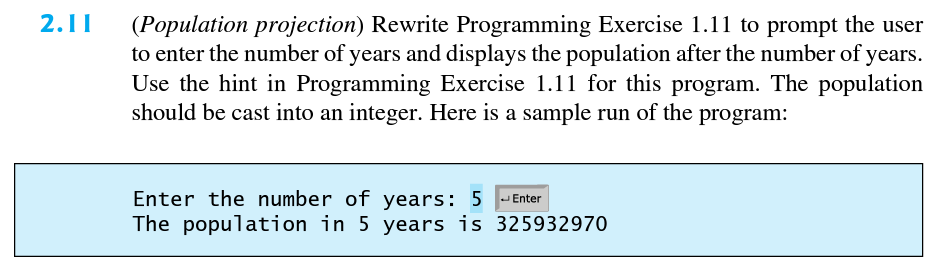 2.11 (Population projection) Rewrite Programming Exercise 1.11 to prompt the user
to enter the number of years and displays the population after the number of years.
Use the hint in Programming Exercise 1.11 for this program. The population
should be cast into an integer. Here is a sample run of the program:
Enter the number of years: 5 ↵Enter
The population in 5 years is 325932970